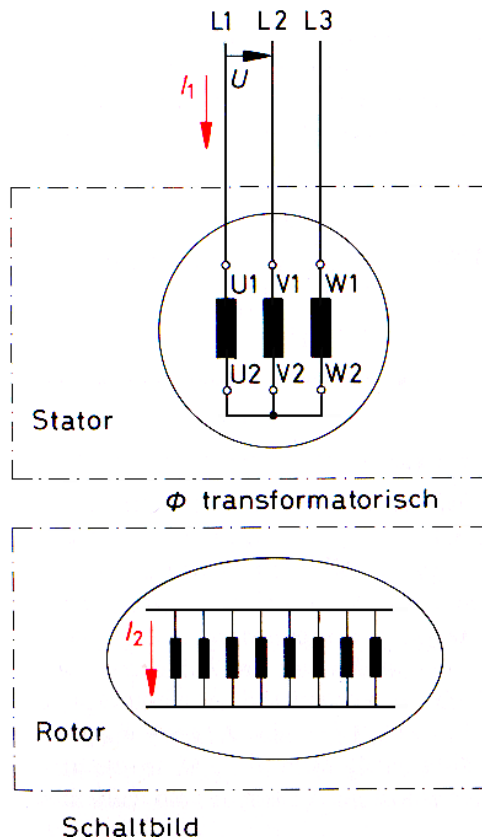 L1 L2 L3
U
I1
U1 V1 W1
U2 V2 W2
Stator
Φ transformatorisch
I2
Rotor
Schaltbild